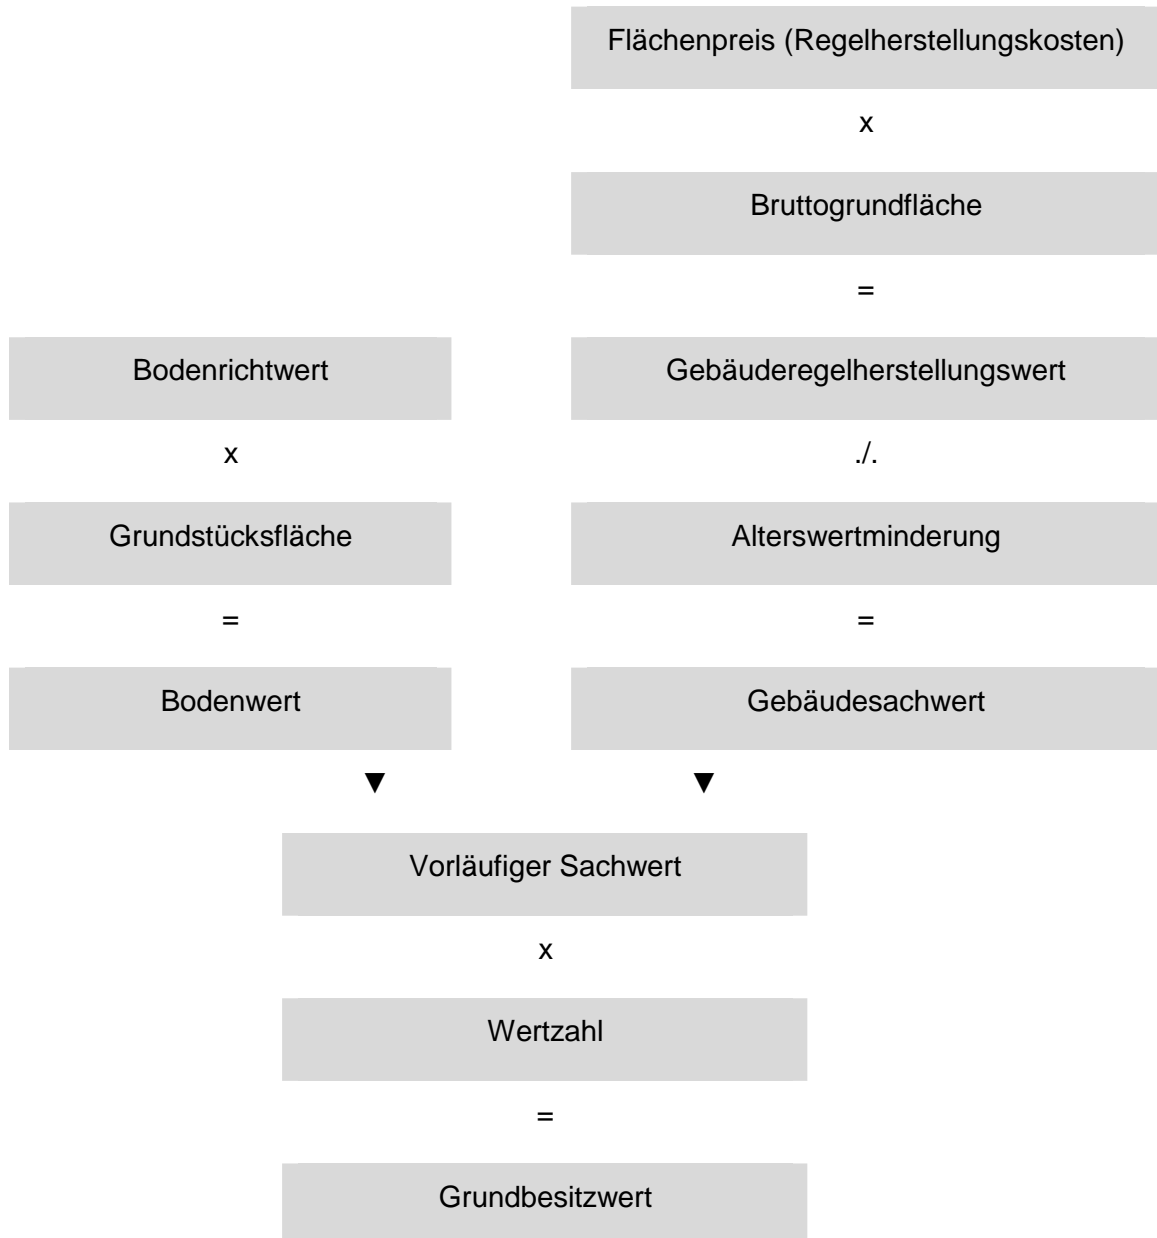 Flächenpreis (Regelherstellungskosten)
x
Bruttogrundfläche
=
Bodenrichtwert
Gebäuderegelherstellungswert
x
./.
Grundstücksfläche
Alterswertminderung
=
=
Bodenwert
Gebäudesachwert
▼
▼
Vorläufiger Sachwert
x
Wertzahl
=
Grundbesitzwert